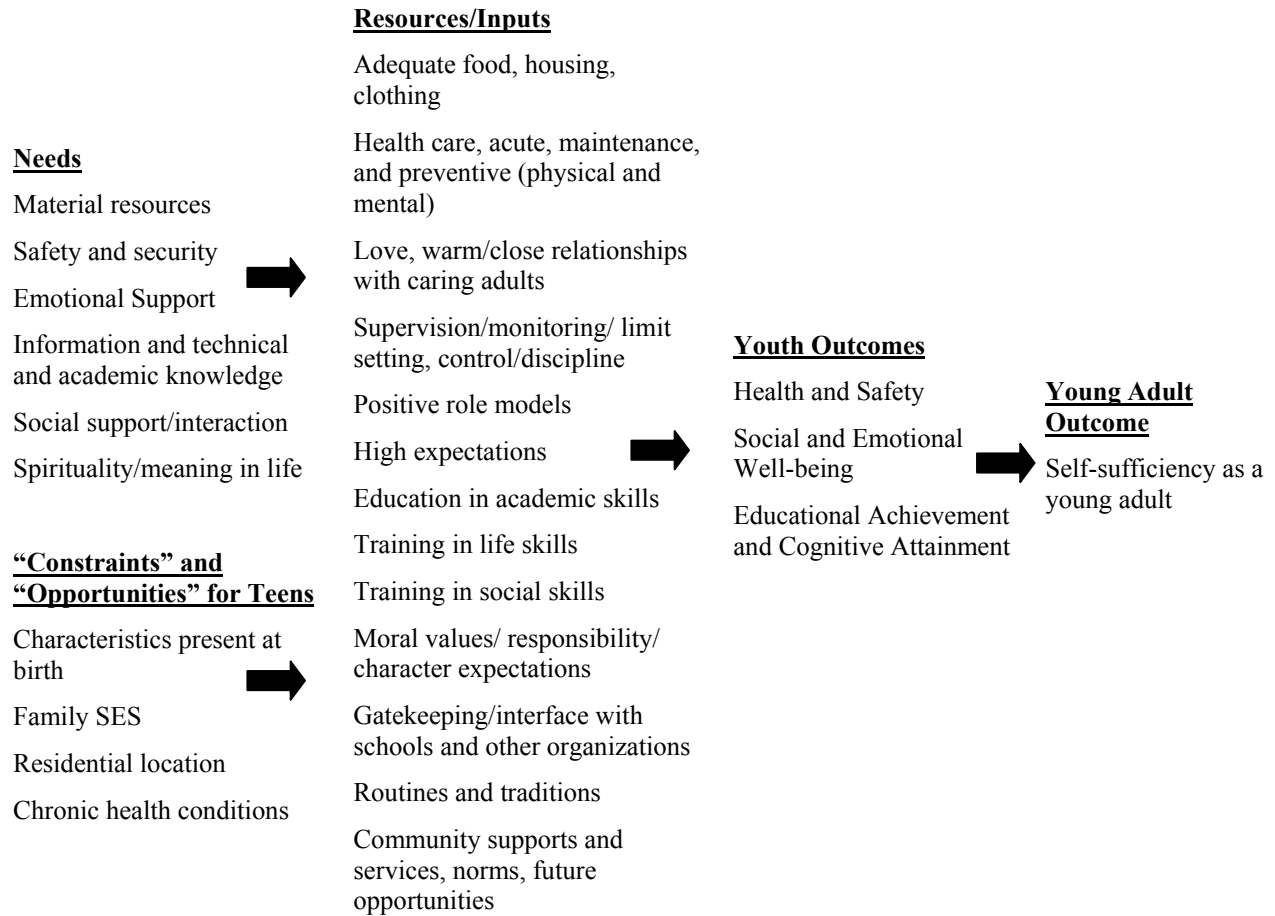 Needs
Material resources
Safety and security
Emotional Support
Information and technical
and academic knowledge
Social support/interaction
Spirituality/meaning in life
“Constraints” and
“Opportunities” for Teens
Characteristics present at
birth
Family SES
Residential location
Chronic health conditions
Resources/Inputs
Adequate food, housing,
clothing
Health care, acute, maintenance,
and preventive (physical and
mental)
Love, warm/close relationships
with caring adults
Supervision/monitoring/ limit
setting, control/discipline
Positive role models
High expectations
Education in academic skills
Training in life skills
Training in social skills
Moral values/ responsibility/
character expectations
Gatekeeping/interface with
schools and other organizations
Routines and traditions
Community supports and
services, norms, future
opportunities
Youth Outcomes
Health and Safety
Social and Emotional
Well-being
Educational Achievement
and Cognitive Attainment
Young Adult
Outcome
Self-sufficiency as a
young adult